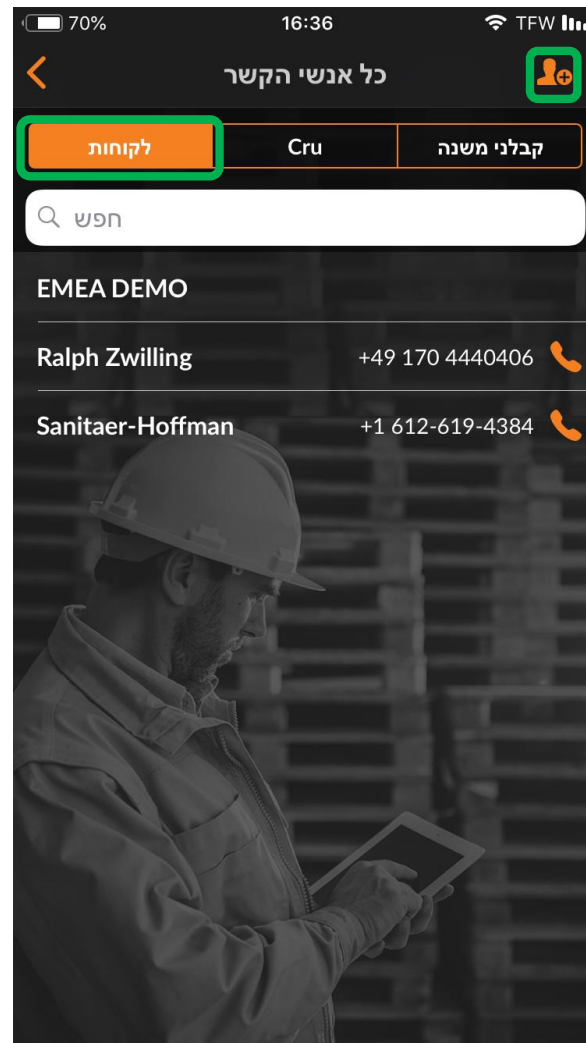 70% 16:36 TFW
כל אנשי הקשר
לקוחות Cru קבלני משנה
חפש
EMEA DEMO
Ralph Zwilling +49 170 4440406
Sanitaer-Hoffman +1 612-619-4384